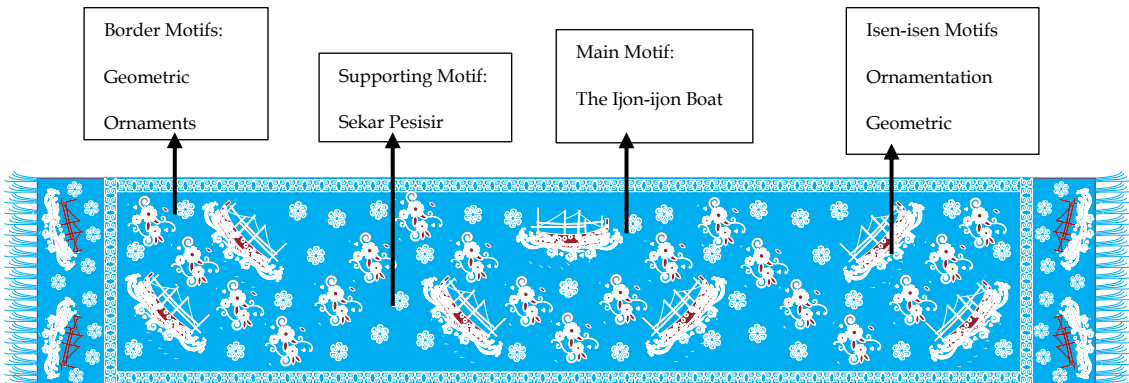 Border Motifs:
Geometric
Ornaments
Supporting Motif:
Sekar Pesisir
Main Motif:
The Ijon-ijon Boat
Isen-isen Motifs
Ornamentation
Geometric